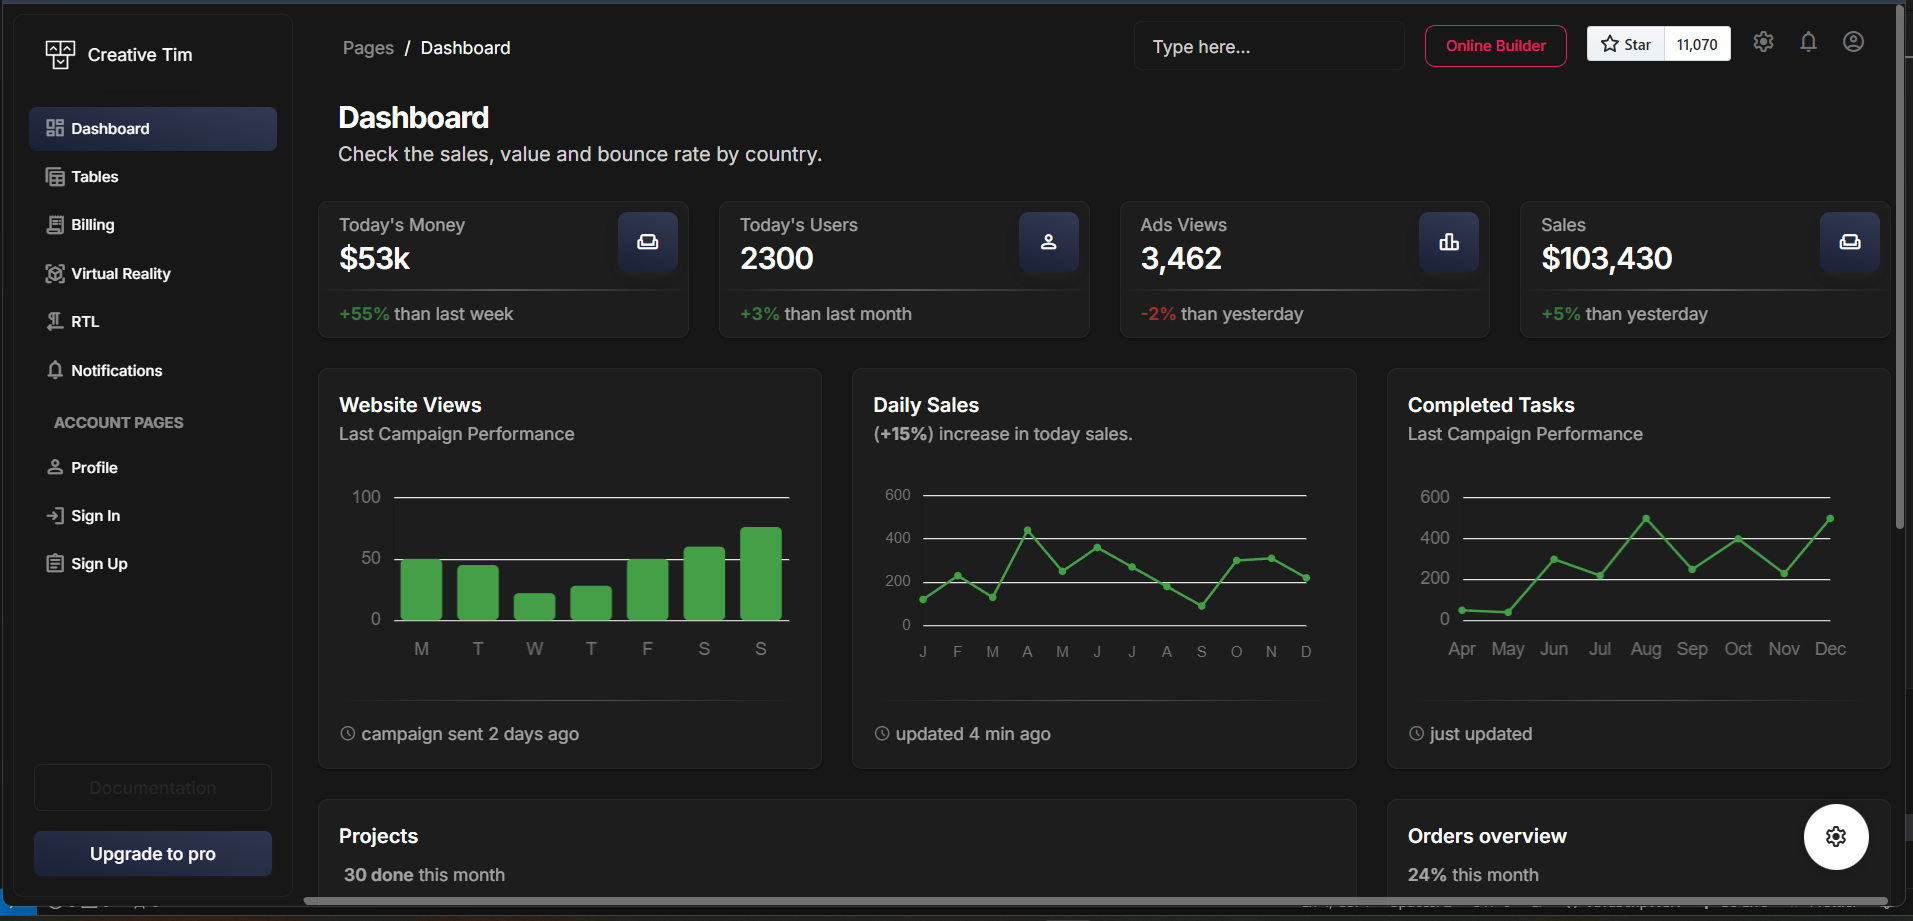 Creative Tim
Dashboard
Tables
Billing
Virtual Reality
RTL
Notifications
ACCOUNT PAGES
Profile
Sign In
Sign Up
Documentation
Upgrade to pro
Pages / Dashboard
Type here...
Online Builder
Star 11,070
Dashboard
Check the sales, value and bounce rate by country.
Today's Money
$53k
+55% than last week
Today's Users
2300
+3% than last month
Ads Views
3,462
-2% than yesterday
Sales
$103,430
+5% than yesterday
Website Views
Last Campaign Performance
100
50
0
M T W T F S S
campaign sent 2 days ago
Daily Sales
(+15%) increase in today sales.
600
400
200
0
J F M A M J J A S O N D
updated 4 min ago
Completed Tasks
Last Campaign Performance
600
400
200
0
Apr May Jun Jul Aug Sep Oct Nov Dec
just updated
Projects
30 done this month
Orders overview
24% this month